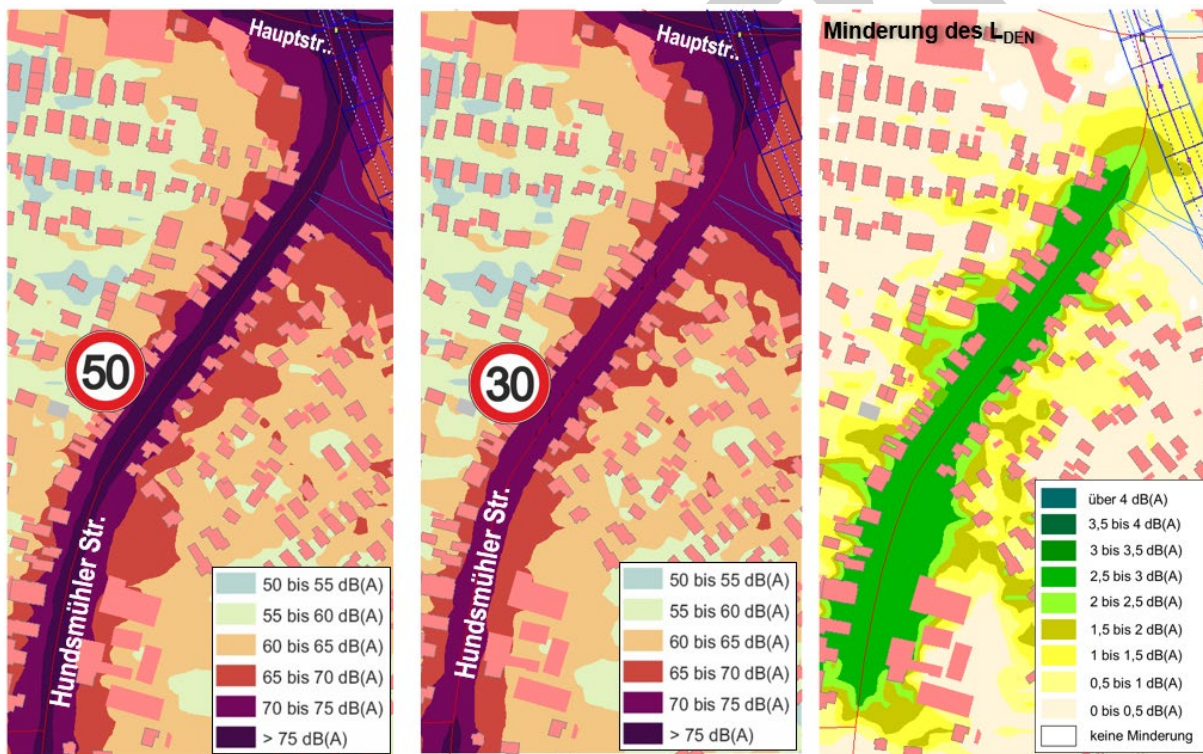 Hauptstr..
50
Hundsmühler Str.
50 bis 55 dB(A)
55 bis 60 dB(A)
60 bis 65 dB(A)
65 bis 70 dB(A)
70 bis 75 dB(A)
> 75 dB(A)
Hauptstr..
30
Hundsmühler Str.
50 bis 55 dB(A)
55 bis 60 dB(A)
60 bis 65 dB(A)
65 bis 70 dB(A)
70 bis 75 dB(A)
> 75 dB(A)
Minderung des LDEN
über 4 dB(A)
3,5 bis 4 dB(A)
3 bis 3,5 dB(A)
2,5 bis 3 dB(A)
2 bis 2,5 dB(A)
1,5 bis 2 dB(A)
1 bis 1,5 dB(A)
0,5 bis 1 dB(A)
0 bis 0,5 dB(A)
keine Minderung